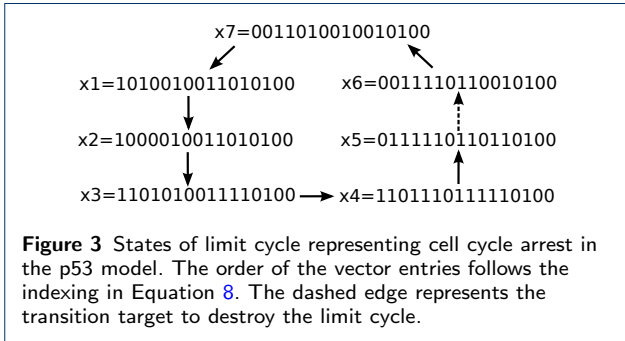 x7=0011010010010100
x1=1010010011010100
x6=0011110110010100
x2=1000010011010100
x5=0111110110110100
x3=1101010011110100
x4=1101110111110100
Figure 3 States of limit cycle representing cell cycle arrest in
the p53 model. The order of the vector entries follows the
indexing in Equation 8. The dashed edge represents the
transition target to destroy the limit cycle.